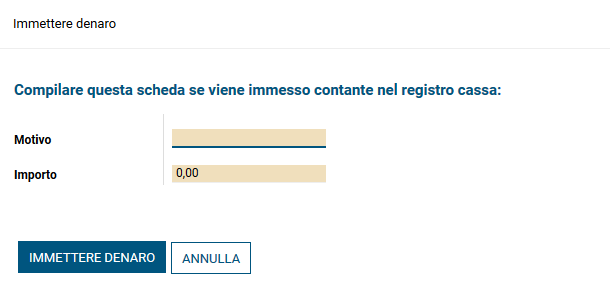 Immettere denaro
Compilare questa scheda se viene immesso contante nel registro cassa:
Motivo
Importo 0,00
IMMETTERE DENARO ANNULLA